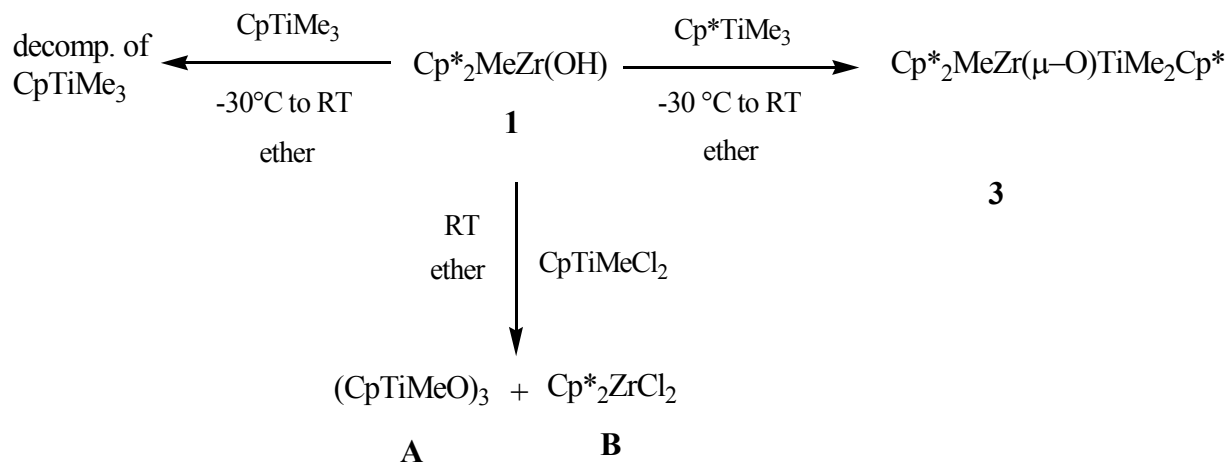 decomp. of
CpTiMe₃
CpTiMe₃
-30°C to RT
ether
Cp*₂MeZr(OH)
1
Cp*TiMe₃
-30 °C to RT
ether
Cp*₂MeZr(μ–O)TiMe₂Cp*
3
RT
ether
CpTiMeCl₂
(CpTiMeO)₃ + Cp*₂ZrCl₂
A B